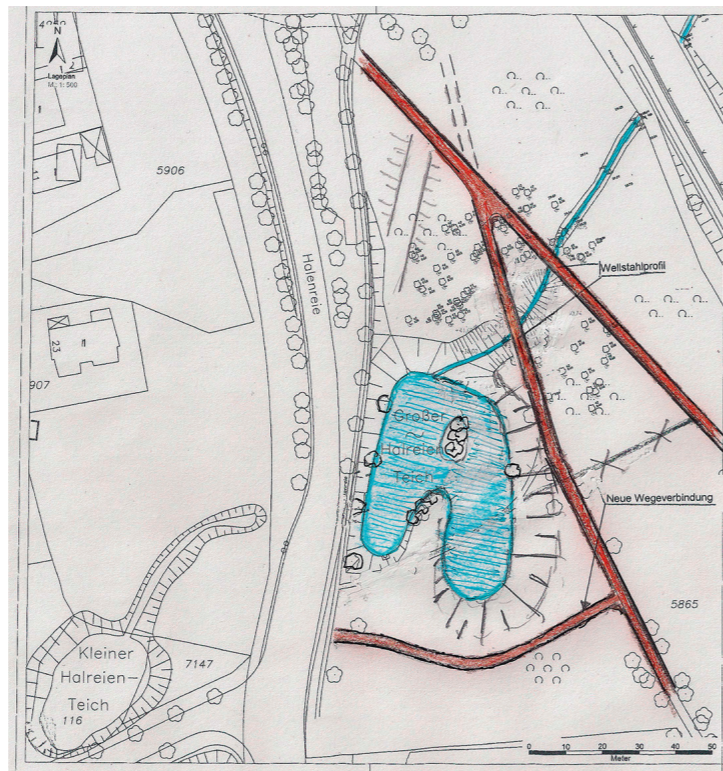 N
Lageplan
M.: 1: 500
5906
Halenreie
Wellstahlprofil
23
II
907
Großer
Halreien
Teich
Neue Wegeverbindung
5865
Kleiner
Halreien-
Teich
116
7147
0 10 20 30 40 50
Meter